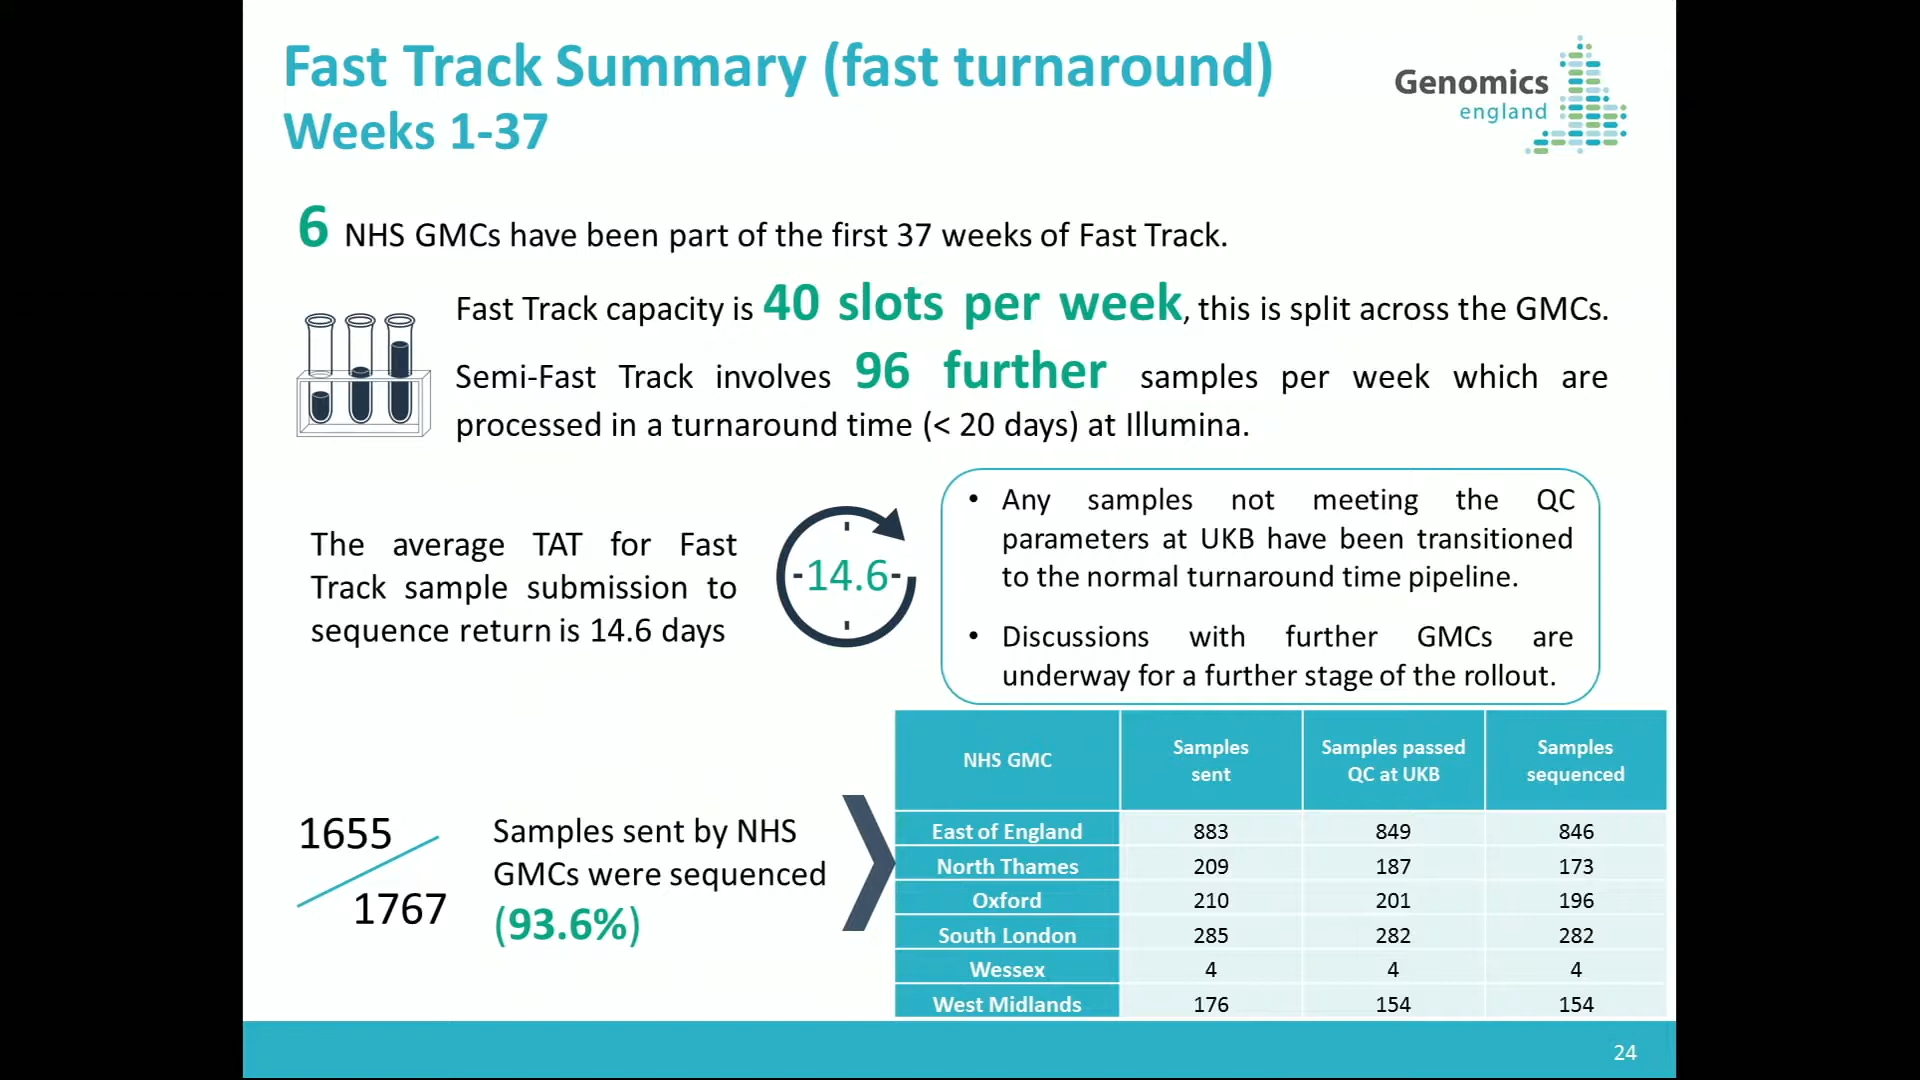 Fast Track Summary (fast turnaround)
Weeks 1-37
Genomics
england
6 NHS GMCs have been part of the first 37 weeks of Fast Track.
Fast Track capacity is 40 slots per week, this is split across the GMCs.
Semi-Fast Track involves 96 further samples per week which are
processed in a turnaround time (< 20 days) at Illumina.
The average TAT for Fast
Track sample submission to
sequence return is 14.6 days
-14.6-
• Any samples not meeting the QC
parameters at UKB have been transitioned
to the normal turnaround time pipeline.
• Discussions with further GMCs are
underway for a further stage of the rollout.
1655
1767
Samples sent by NHS
GMCs were sequenced
(93.6%)
NHS GMC Samples sent Samples passed QC at UKB Samples sequenced
East of England 883 849 846
North Thames 209 187 173
Oxford 210 201 196
South London 285 282 282
Wessex 4 4 4
West Midlands 176 154 154
24